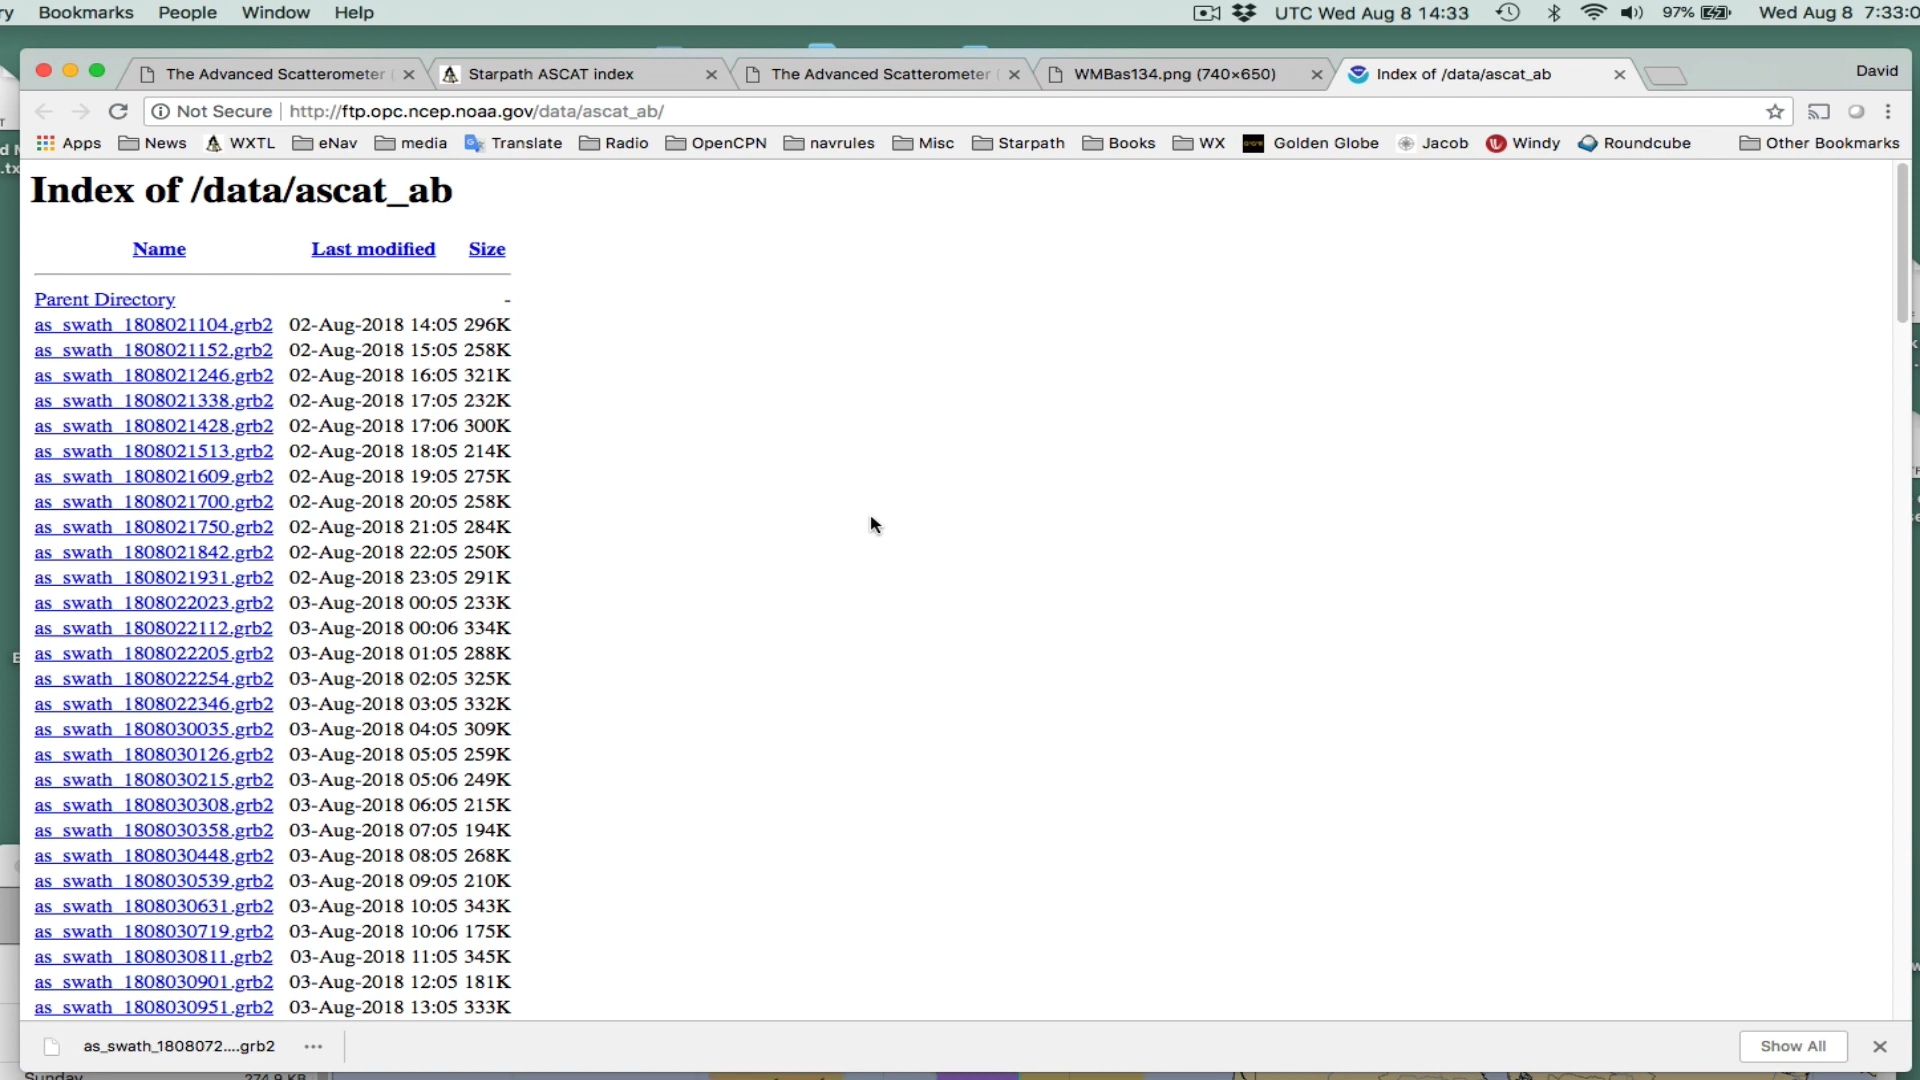 Bookmarks People Window Help UTC Wed Aug 8 14:33 97% Wed Aug 8 7:33:0
The Advanced Scatterometer Starpath ASCAT index The Advanced Scatterometer WMBas134.png (740×650) Index of /data/ascat_ab David
Not Secure http://ftp.opc.ncep.noaa.gov/data/ascat_ab/
Apps News WXTL eNav media Translate Radio OpenCPN navrules Misc Starpath Books WX Golden Globe Jacob Windy Roundcube Other Bookmarks
Index of /data/ascat_ab
Name Last modified Size
Parent Directory -
as_swath_1808021104.grb2 02-Aug-2018 14:05 296K
as_swath_1808021152.grb2 02-Aug-2018 15:05 258K
as_swath_1808021246.grb2 02-Aug-2018 16:05 321K
as_swath_1808021338.grb2 02-Aug-2018 17:05 232K
as_swath_1808021428.grb2 02-Aug-2018 17:06 300K
as_swath_1808021513.grb2 02-Aug-2018 18:05 214K
as_swath_1808021609.grb2 02-Aug-2018 19:05 275K
as_swath_1808021700.grb2 02-Aug-2018 20:05 258K
as_swath_1808021750.grb2 02-Aug-2018 21:05 284K
as_swath_1808021842.grb2 02-Aug-2018 22:05 250K
as_swath_1808021931.grb2 02-Aug-2018 23:05 291K
as_swath_1808022023.grb2 03-Aug-2018 00:05 233K
as_swath_1808022112.grb2 03-Aug-2018 00:06 334K
as_swath_1808022205.grb2 03-Aug-2018 01:05 288K
as_swath_1808022254.grb2 03-Aug-2018 02:05 325K
as_swath_1808022346.grb2 03-Aug-2018 03:05 332K
as_swath_1808030035.grb2 03-Aug-2018 04:05 309K
as_swath_1808030126.grb2 03-Aug-2018 05:05 259K
as_swath_1808030215.grb2 03-Aug-2018 05:06 249K
as_swath_1808030308.grb2 03-Aug-2018 06:05 215K
as_swath_1808030358.grb2 03-Aug-2018 07:05 194K
as_swath_1808030448.grb2 03-Aug-2018 08:05 268K
as_swath_1808030539.grb2 03-Aug-2018 09:05 210K
as_swath_1808030631.grb2 03-Aug-2018 10:05 343K
as_swath_1808030719.grb2 03-Aug-2018 10:06 175K
as_swath_1808030811.grb2 03-Aug-2018 11:05 345K
as_swath_1808030901.grb2 03-Aug-2018 12:05 181K
as_swath_1808030951.grb2 03-Aug-2018 13:05 333K
as_swath_1808072....grb2 Show All
Sunday 274.9 KB